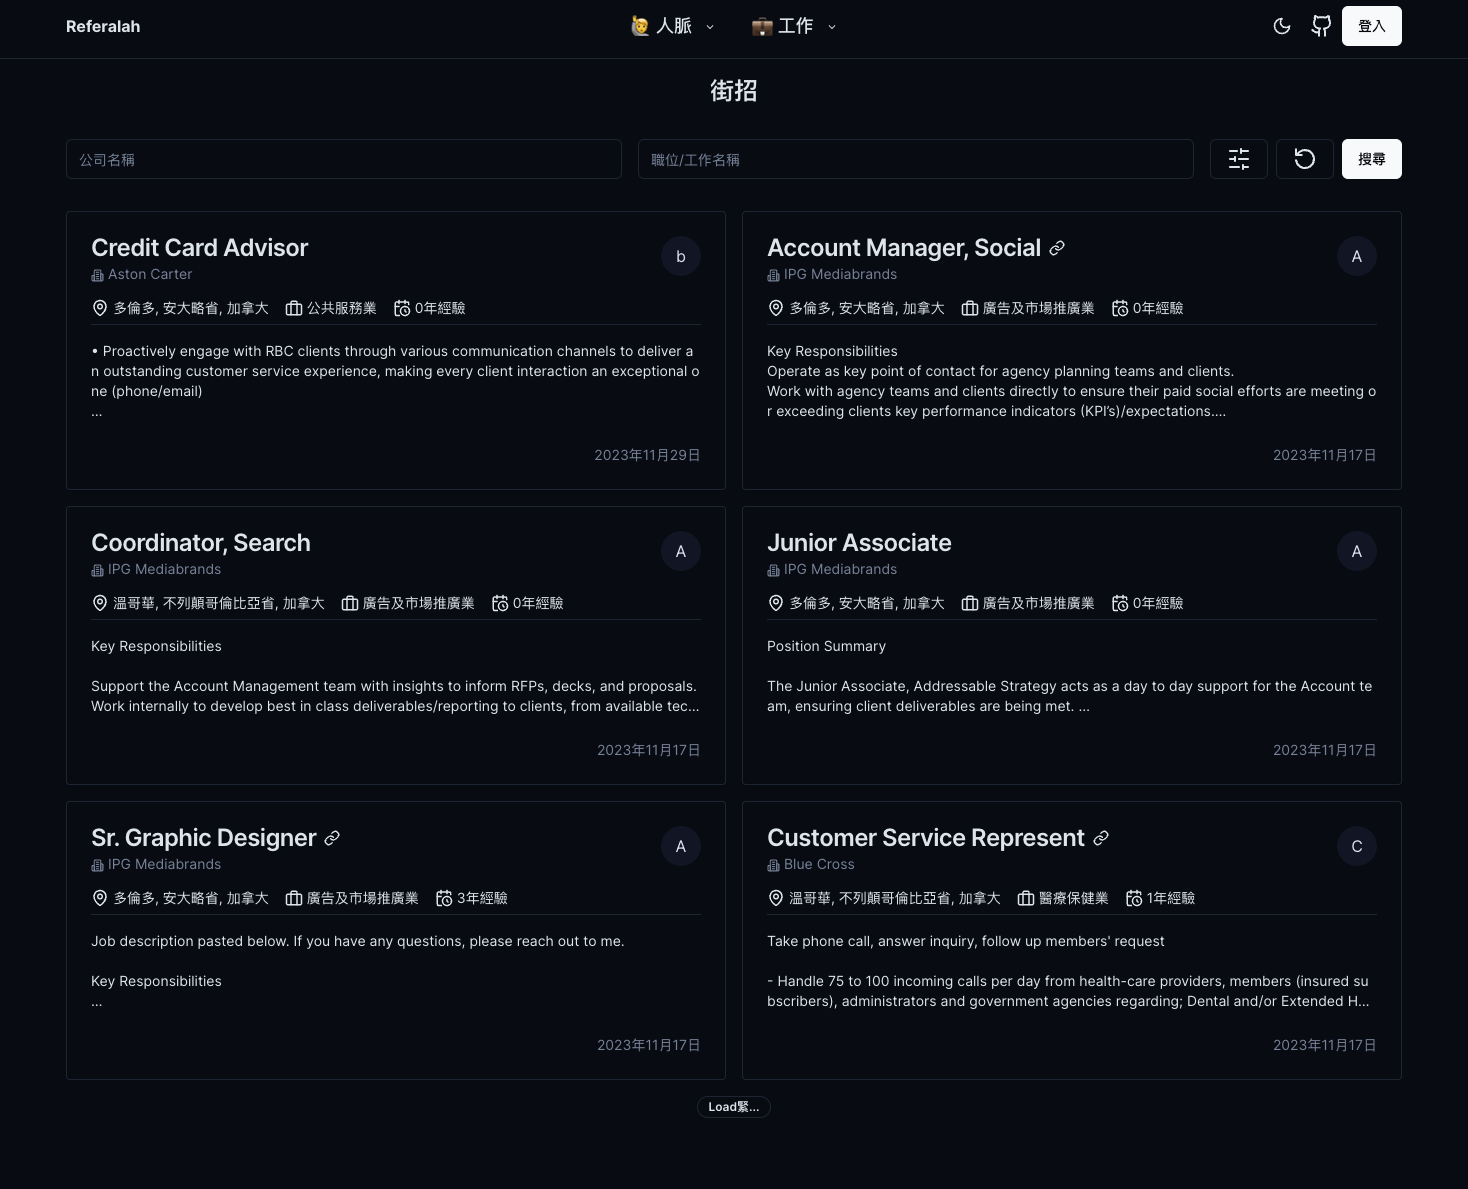 Referalah
🙋 人脈
💼 工作
登入
街招
公司名稱
職位/工作名稱
搜尋
Credit Card Advisor
b
Aston Carter
多倫多, 安大略省, 加拿大 公共服務業 0年經驗
• Proactively engage with RBC clients through various communication channels to deliver a
n outstanding customer service experience, making every client interaction an exceptional o
ne (phone/email)
...
2023年11月29日
Account Manager, Social
A
IPG Mediabrands
多倫多, 安大略省, 加拿大 廣告及市場推廣業 0年經驗
Key Responsibilities
Operate as key point of contact for agency planning teams and clients.
Work with agency teams and clients directly to ensure their paid social efforts are meeting o
r exceeding clients key performance indicators (KPI’s)/expectations....
2023年11月17日
Coordinator, Search
A
IPG Mediabrands
溫哥華, 不列顛哥倫比亞省, 加拿大 廣告及市場推廣業 0年經驗
Key Responsibilities
Support the Account Management team with insights to inform RFPs, decks, and proposals.
Work internally to develop best in class deliverables/reporting to clients, from available tec...
2023年11月17日
Junior Associate
A
IPG Mediabrands
多倫多, 安大略省, 加拿大 廣告及市場推廣業 0年經驗
Position Summary
The Junior Associate, Addressable Strategy acts as a day to day support for the Account te
am, ensuring client deliverables are being met. ...
2023年11月17日
Sr. Graphic Designer
A
IPG Mediabrands
多倫多, 安大略省, 加拿大 廣告及市場推廣業 3年經驗
Job description pasted below. If you have any questions, please reach out to me.
Key Responsibilities
...
2023年11月17日
Customer Service Represent
C
Blue Cross
溫哥華, 不列顛哥倫比亞省, 加拿大 醫療保健業 1年經驗
Take phone call, answer inquiry, follow up members' request
- Handle 75 to 100 incoming calls per day from health-care providers, members (insured su
bscribers), administrators and government agencies regarding; Dental and/or Extended H...
2023年11月17日
Load緊...